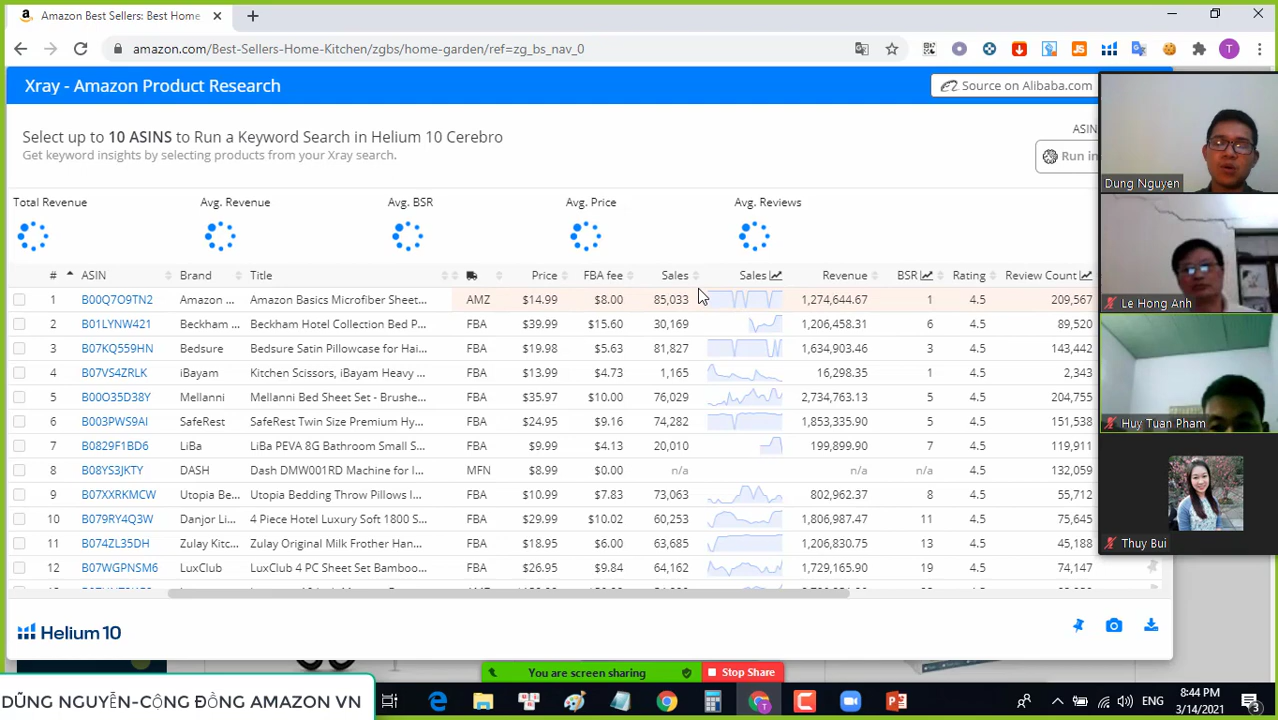 Amazon Best Sellers: Best Home
amazon.com/Best-Sellers-Home-Kitchen/zgbs/home-garden/ref=zg_bs_nav_0
JS
T
Xray - Amazon Product Research
Source on Alibaba.com
Select up to 10 ASINS to Run a Keyword Search in Helium 10 Cerebro
Get keyword insights by selecting products from your Xray search.
ASIN
Run in
Total Revenue Avg. Revenue Avg. BSR Avg. Price Avg. Reviews
# ASIN Brand Title Price FBA fee Sales Sales Revenue BSR Rating Review Count
1 B00Q7O9TN2 Amazon ... Amazon Basics Microfiber Sheet... AMZ $14.99 $8.00 85,033 1,274,644.67 1 4.5 209,567
2 B01LYNW421 Beckham ... Beckham Hotel Collection Bed P... FBA $39.99 $15.60 30,169 1,206,458.31 6 4.5 89,520
3 B07KQ559HN Bedsure Bedsure Satin Pillowcase for Hai... FBA $19.98 $5.63 81,827 1,634,903.46 3 4.5 143,442
4 B07VS4ZRLK iBayam Kitchen Scissors, iBayam Heavy ... FBA $13.99 $4.73 1,165 16,298.35 1 4.5 2,343
5 B00O35D38Y Mellanni Mellanni Bed Sheet Set - Brushe... FBA $35.97 $10.00 76,029 2,734,763.13 5 4.5 204,755
6 B003PWS9AI SafeRest SafeRest Twin Size Premium Hy... FBA $24.95 $9.16 74,282 1,853,335.90 5 4.5 151,538
7 B0829F1BD6 LiBa LiBa PEVA 8G Bathroom Small S... FBA $9.99 $4.13 20,010 199,899.90 7 4.5 119,911
8 B08YS3JKTY DASH Dash DMW001RD Machine for I... MFN $8.99 $0.00 n/a n/a n/a 4.5 132,059
9 B07XXRKMCW Utopia Be... Utopia Bedding Throw Pillows I... FBA $10.99 $7.83 73,063 802,962.37 8 4.5 55,712
10 B079RY4Q3W Danjor Li... 4 Piece Hotel Luxury Soft 1800 S... FBA $29.99 $10.02 60,253 1,806,987.47 11 4.5 75,645
11 B074ZL35DH Zulay Kitc... Zulay Original Milk Frother Han... FBA $18.95 $6.00 63,685 1,206,830.75 13 4.5 45,188
12 B07WGPNSM6 LuxClub LuxClub 4 PC Sheet Set Bamboo... FBA $26.95 $9.84 64,162 1,729,165.90 19 4.5 74,147
Helium 10
Dung Nguyen
Le Hong Anh
Huy Tuan Pham
Thuy Bui
You are screen sharing
Stop Share
DŨNG NGUYỄN-CỘNG ĐỒNG AMAZON VN
ENG
8:44 PM
3/14/2021
3